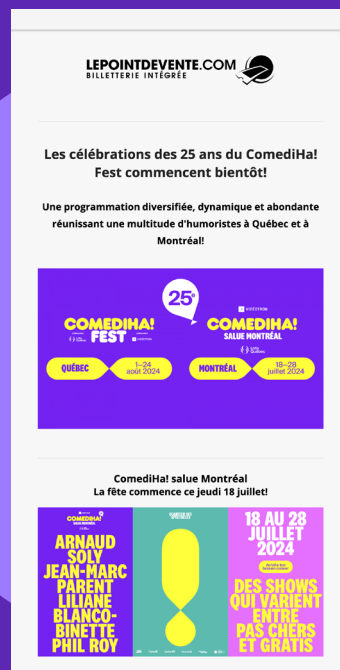 LEPOINTDEVENTE.COM
BILLETTERIE INTÉGRÉE
Les célébrations des 25 ans du ComediHa!
Fest commencent bientôt!
Une programmation diversifiée, dynamique et abondante
réunissant une multitude d'humoristes à Québec et à
Montréal!
25e
COMEDIHA!
FEST
QUÉBEC
1–24
août 2024
COMEDIHA!
SALUE MONTRÉAL
MONTRÉAL
18–28
juillet 2024
ComediHa! salue Montréal
La fête commence ce jeudi 18 juillet!
COMEDIHA!
ARNAUD
SOLY
JEAN-MARC
PARENT
LILIANE
BLANCO-
BINETTE
PHIL ROY
18 AU 28
JUILLET
2024
DES SHOWS
QUI VARIENT
ENTRE
PAS CHERS
ET GRATIS